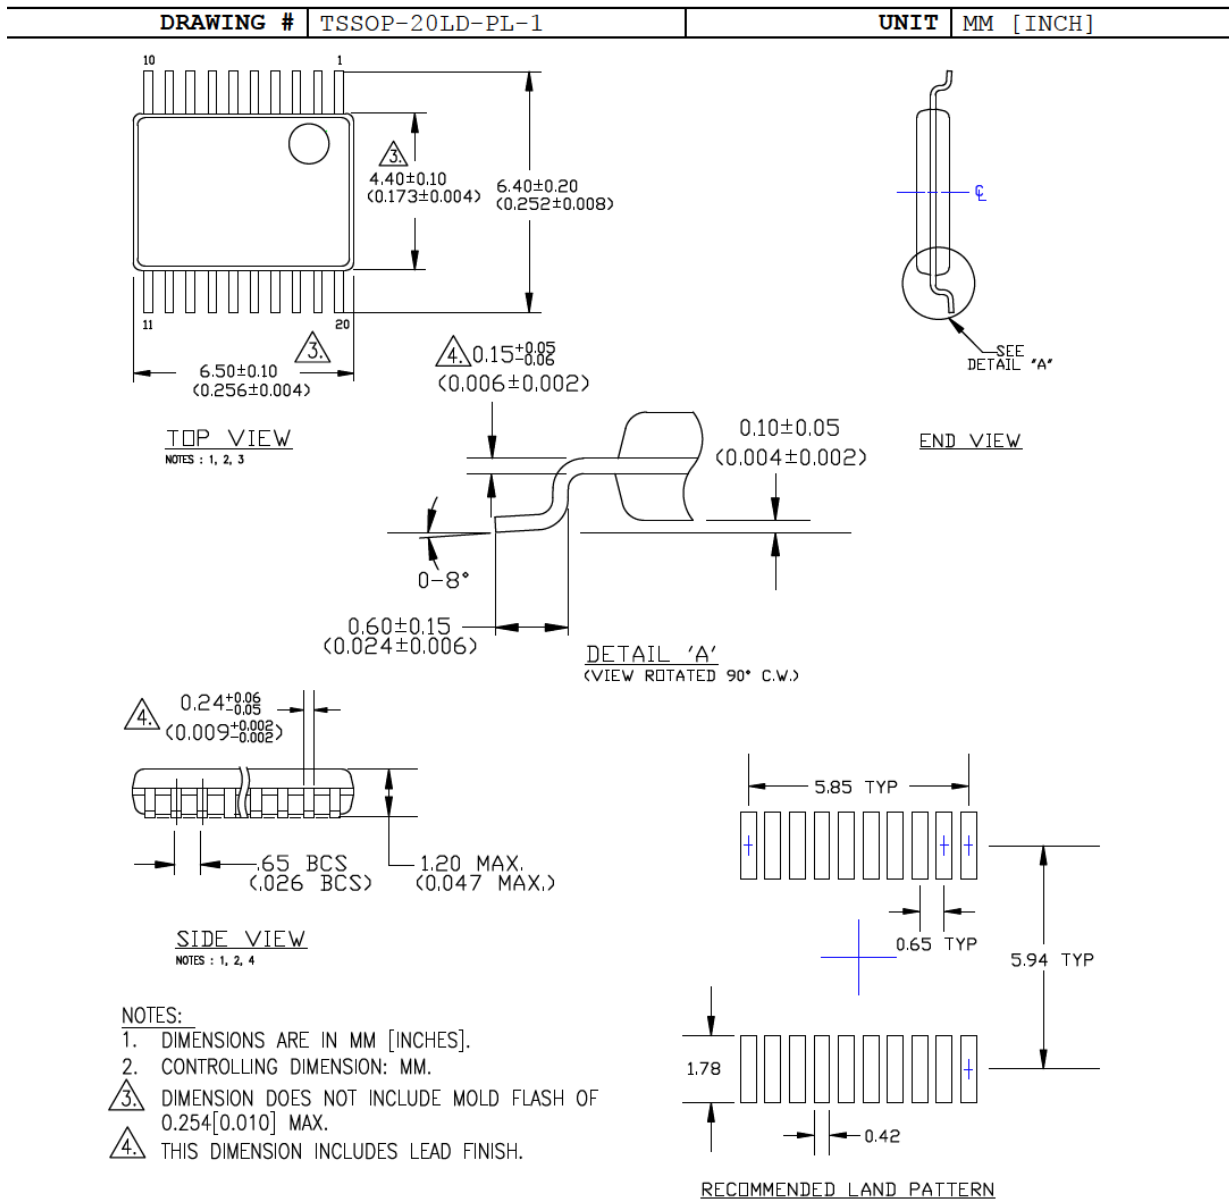 DRAWING # TSSOP-20LD-PL-1 UNIT MM [INCH]
10 1
3.
4.40±0.10
(0.173±0.004)
6.40±0.20
(0.252±0.008)
11 20
3.
6.50±0.10
(0.256±0.004)
TOP VIEW
NOTES : 1, 2, 3
℄
SEE
DETAIL "A"
END VIEW
4. 0.15+0.05-0.06
(0.006±0.002)
0.10±0.05
(0.004±0.002)
0-8°
0.60±0.15
(0.024±0.006)
DETAIL 'A'
(VIEW ROTATED 90° C.W.)
4. 0.24+0.06-0.05
(0.009+0.002-0.002)
.65 BCS
(.026 BCS)
1.20 MAX.
(0.047 MAX.)
SIDE VIEW
NOTES : 1, 2, 4
5.85 TYP
0.65 TYP
5.94 TYP
1.78
0.42
RECOMMENDED LAND PATTERN
NOTES:
1. DIMENSIONS ARE IN MM [INCHES].
2. CONTROLLING DIMENSION: MM.
3. DIMENSION DOES NOT INCLUDE MOLD FLASH OF
0.254[0.010] MAX.
4. THIS DIMENSION INCLUDES LEAD FINISH.